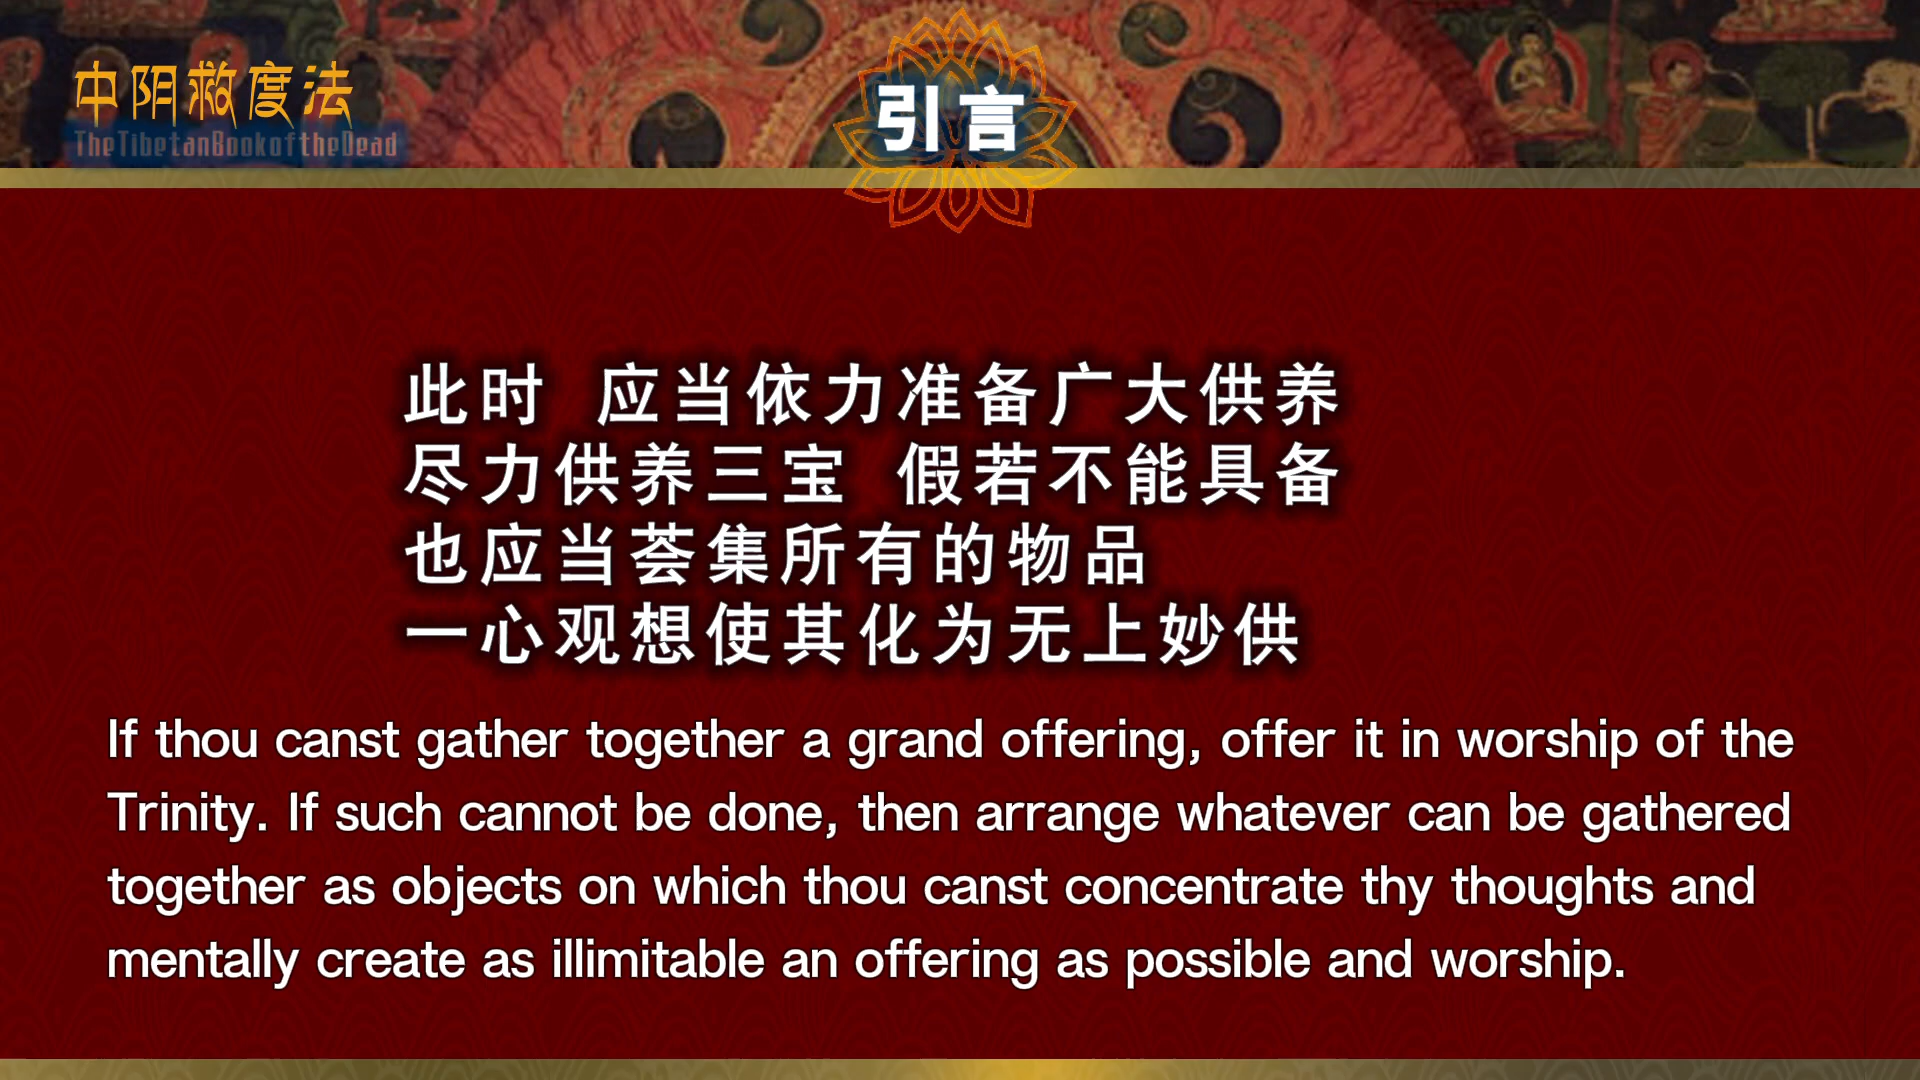 中阴救度法
TheTibetanBookoftheDead
引言
此时 应当依力准备广大供养
尽力供养三宝 假若不能具备
也应当荟集所有的物品
一心观想使其化为无上妙供
If thou canst gather together a grand offering, offer it in worship of the
Trinity. If such cannot be done, then arrange whatever can be gathered
together as objects on which thou canst concentrate thy thoughts and
mentally create as illimitable an offering as possible and worship.